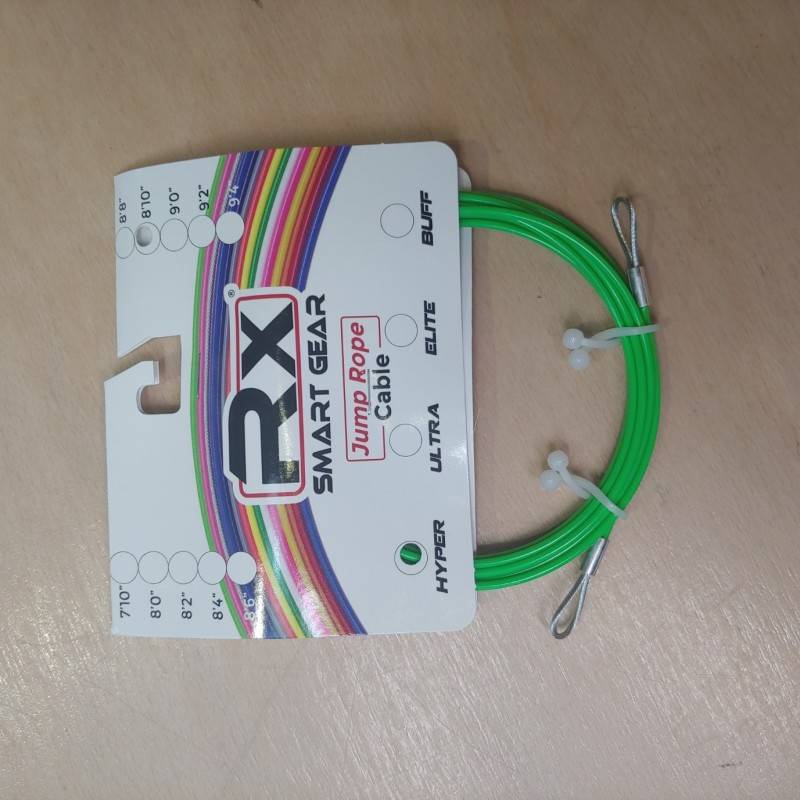 7'10"
8'0"
8'2"
8'4"
8'6"
8'8"
8'10"
9'0"
9'2"
9'4"
RX®
SMART GEAR
Jump Rope
Cable
HYPER ULTRA ELITE BUFF